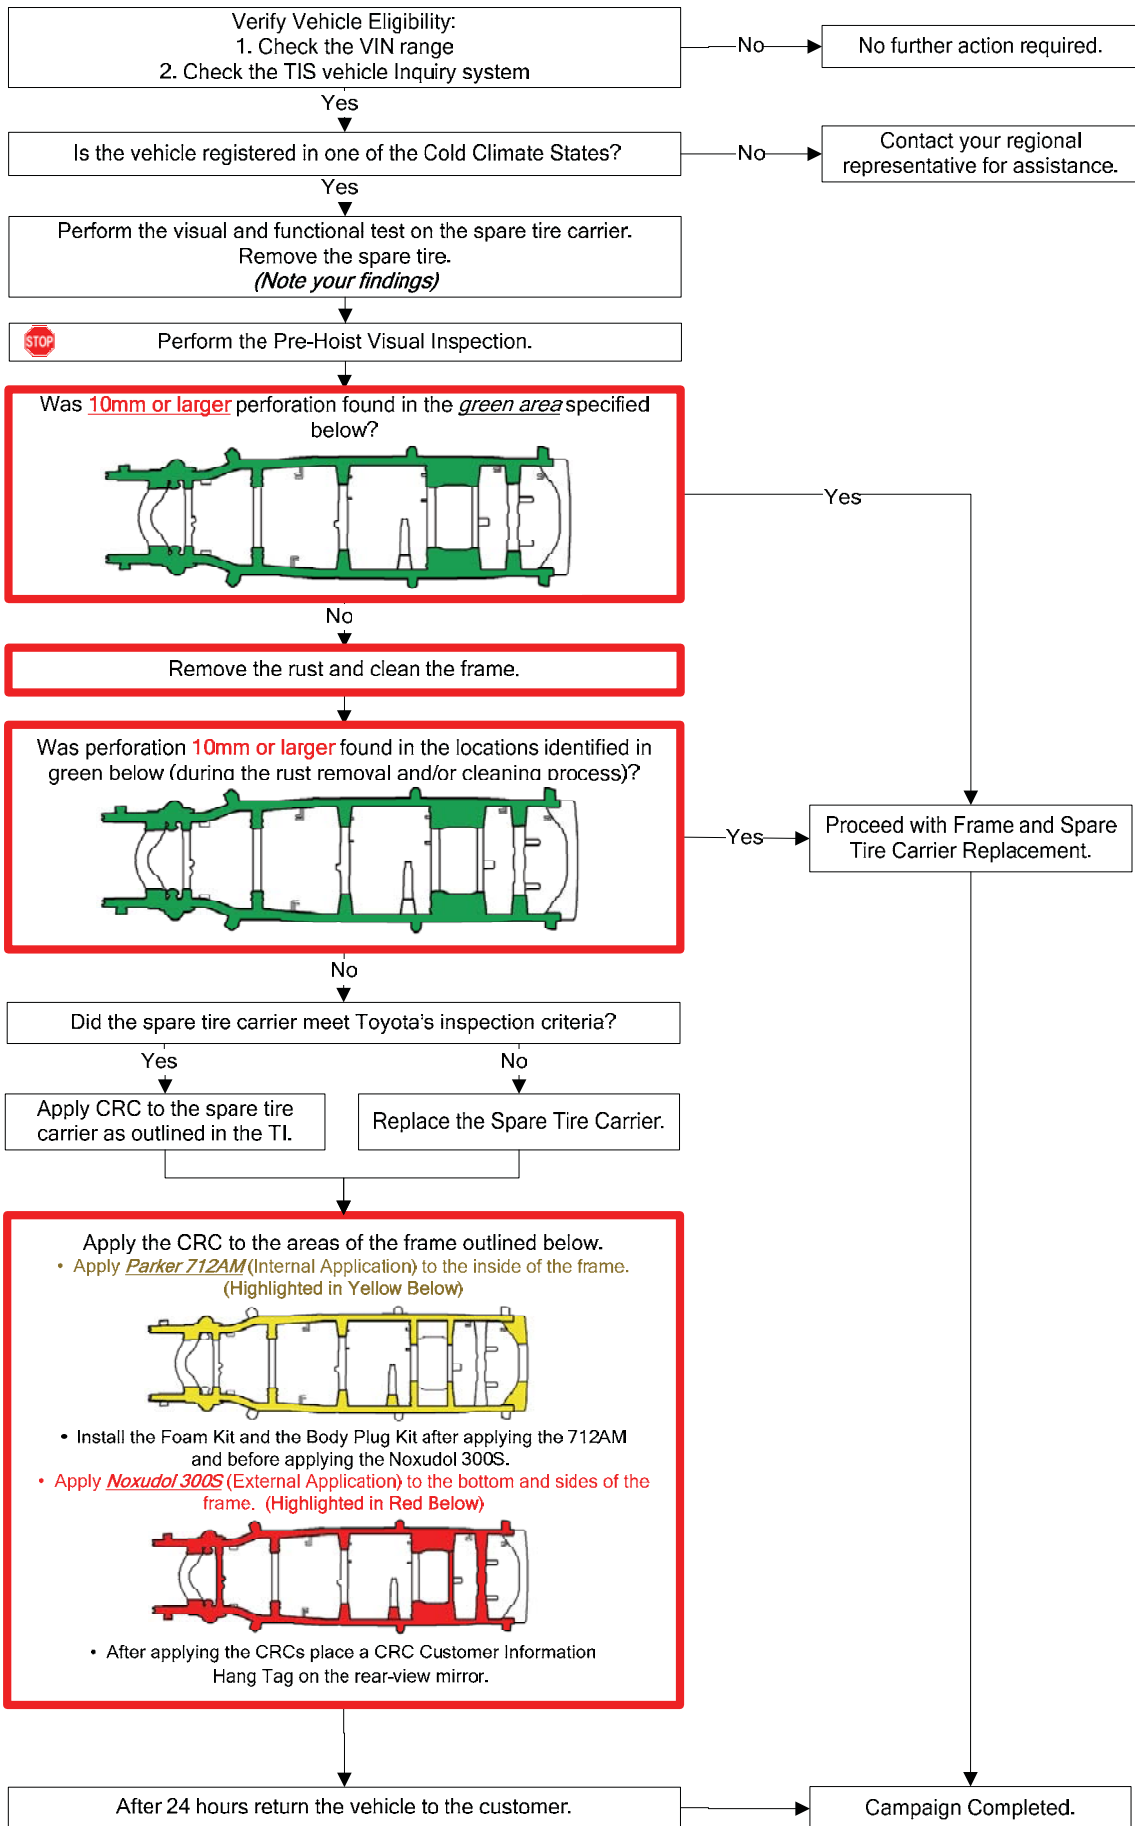 Verify Vehicle Eligibility:
1. Check the VIN range
2. Check the TIS vehicle Inquiry system
No
No further action required.
Yes
Is the vehicle registered in one of the Cold Climate States?
No
Contact your regional
representative for assistance.
Yes
Perform the visual and functional test on the spare tire carrier.
Remove the spare tire.
(Note your findings)
STOP
Perform the Pre-Hoist Visual Inspection.
Was 10mm or larger perforation found in the green area specified
below?
Yes
No
Remove the rust and clean the frame.
Was perforation 10mm or larger found in the locations identified in
green below (during the rust removal and/or cleaning process)?
Yes
Proceed with Frame and Spare
Tire Carrier Replacement.
No
Did the spare tire carrier meet Toyota's inspection criteria?
Yes
No
Apply CRC to the spare tire
carrier as outlined in the TI.
Replace the Spare Tire Carrier.
Apply the CRC to the areas of the frame outlined below.
• Apply Parker 712AM (Internal Application) to the inside of the frame.
(Highlighted in Yellow Below)
• Install the Foam Kit and the Body Plug Kit after applying the 712AM
and before applying the Noxudol 300S.
• Apply Noxudol 300S (External Application) to the bottom and sides of the
frame. (Highlighted in Red Below)
• After applying the CRCs place a CRC Customer Information
Hang Tag on the rear-view mirror.
After 24 hours return the vehicle to the customer.
Campaign Completed.